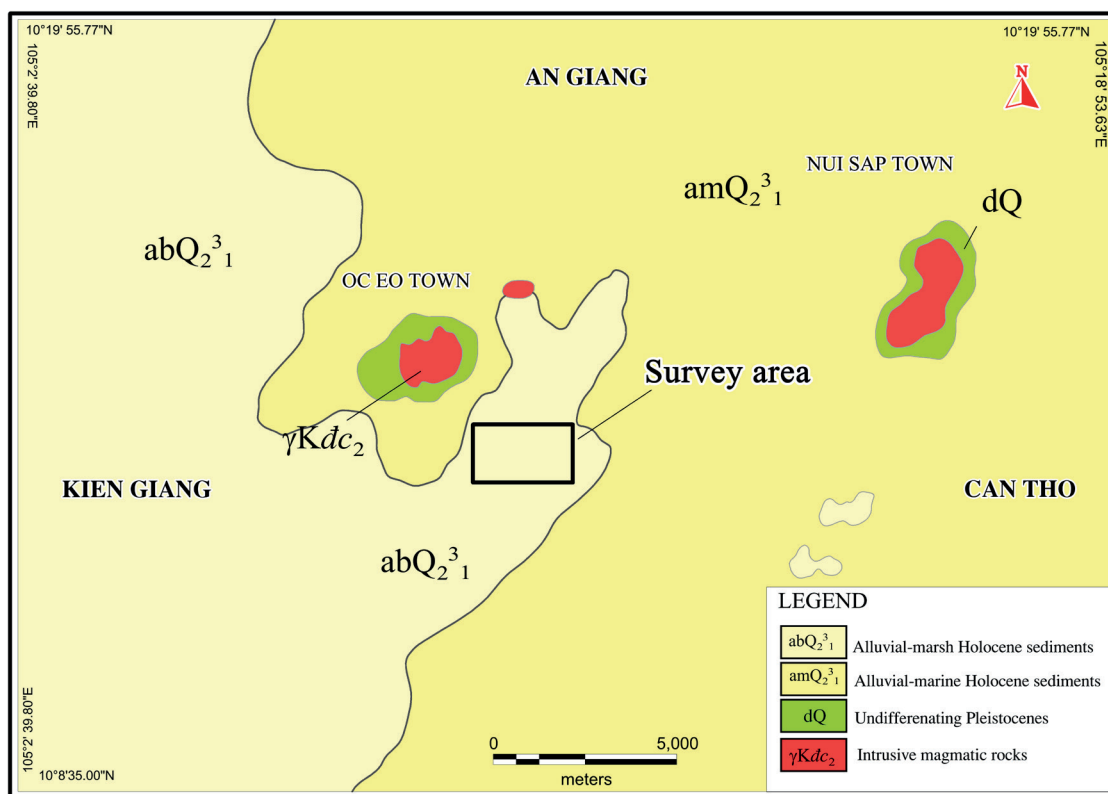 10°19' 55.77"N
10°19' 55.77"N
105°2' 39.80"E
105°18' 53.63"E
AN GIANG
N
NUI SAP TOWN
amQ₂³₁
dQ
abQ₂³₁
OC EO TOWN
Survey area
γKđc₂
KIEN GIANG
CAN THO
abQ₂³₁
LEGEND
abQ₂³₁ Alluvial-marsh Holocene sediments
amQ₂³₁ Alluvial-marine Holocene sediments
dQ Undifferenating Pleistocenes
γKđc₂ Intrusive magmatic rocks
105°2' 39.80"E
0 5,000
meters
10°8'35.00"N